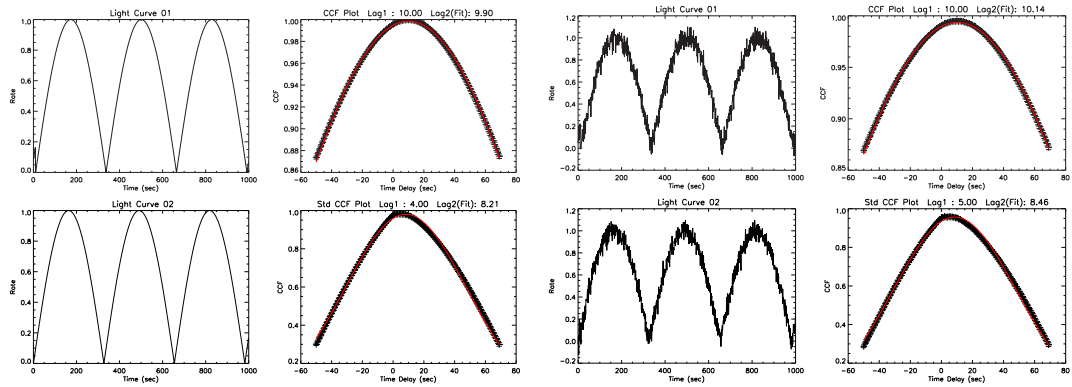 Light Curve 01
1.0
0.8
0.6
0.4
0.2
0.0
Rate
0 200 400 600 800 1000
Time (sec)
CCF Plot Lag1 : 10.00 Lag2(Fit): 9.90
1.00
0.98
0.96
0.94
0.92
0.90
0.88
0.86
CCF
−60 −40 −20 0 20 40 60 80
Time Delay (sec)
Light Curve 01
1.2
1.0
0.8
0.6
0.4
0.2
0.0
−0.2
Rate
0 200 400 600 800 1000
Time (sec)
CCF Plot Lag1 : 10.00 Lag2(Fit): 10.14
1.00
0.95
0.90
0.85
CCF
−60 −40 −20 0 20 40 60 80
Time Delay (sec)
Light Curve 02
1.0
0.8
0.6
0.4
0.2
0.0
Rate
0 200 400 600 800 1000
Time (sec)
Std CCF Plot Lag1 : 4.00 Lag2(Fit): 8.21
1.0
0.8
0.6
0.4
0.2
CCF
−60 −40 −20 0 20 40 60 80
Time Delay (sec)
Light Curve 02
1.2
1.0
0.8
0.6
0.4
0.2
0.0
−0.2
Rate
0 200 400 600 800 1000
Time (sec)
Std CCF Plot Lag1 : 5.00 Lag2(Fit): 8.46
1.0
0.8
0.6
0.4
0.2
CCF
−60 −40 −20 0 20 40 60 80
Time Delay (sec)